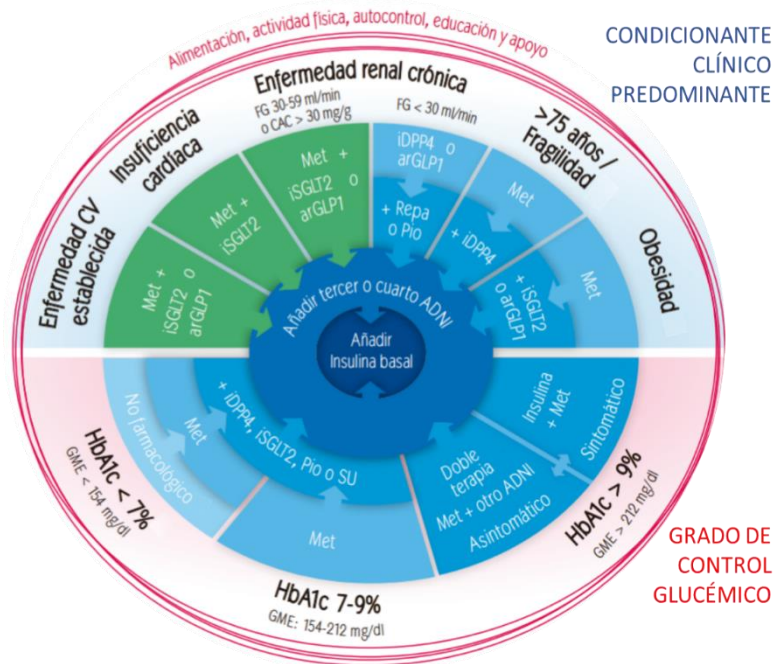 Alimentación, actividad física, autocontrol, educación y apoyo
CONDICIONANTE
CLÍNICO
PREDOMINANTE
Enfermedad CV
establecida
Met +
iSGLT2 o
arGLP1
Insuficiencia
cardíaca
Met +
iSGLT2
Enfermedad renal crónica
FG 30-59 ml/min
o CAC > 30 mg/g
Met +
iSGLT2 o
arGLP1
FG < 30 ml/min
iDPP4 o
arGLP1
+ Repa
o Pio
>75 años /
Fragilidad
Met
+ iDPP4
Obesidad
Met
+ iSGLT2
o arGLP1
Añadir tercer o cuarto ADNI
Añadir
Insulina basal
HbA1c < 7%
GME < 154 mg/dl
No farmacológico
Met
+ iDPP4, iSGLT2, Pio o SU
Met
HbA1c 7-9%
GME: 154-212 mg/dl
Doble
terapia
Met + otro ADNI
Asintomático
Insulina
+ Met
Sintomático
HbA1c > 9%
GME > 212 mg/dl
GRADO DE
CONTROL
GLUCÉMICO